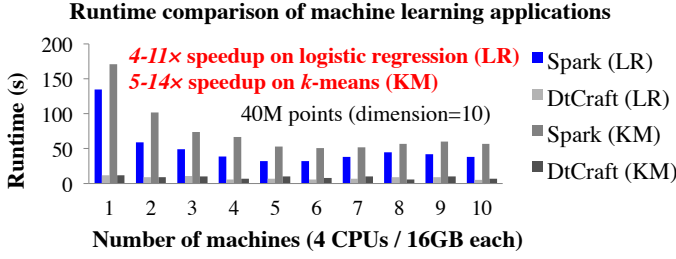 Runtime comparison of machine learning applications
Runtime (s)
200
150
100
50
0
4-11× speedup on logistic regression (LR)
5-14× speedup on k-means (KM)
40M points (dimension=10)
Spark (LR)
DtCraft (LR)
Spark (KM)
DtCraft (KM)
1 2 3 4 5 6 7 8 9 10
Number of machines (4 CPUs / 16GB each)